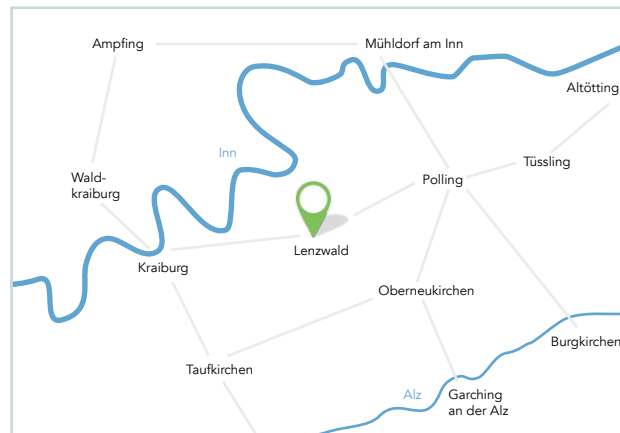 Ampfing
Mühldorf am Inn
Altötting
Inn
Tüssling
Wald-
kraiburg
Polling
Lenzwald
Kraiburg
Oberneukirchen
Burgkirchen
Taufkirchen
Alz
Garching
an der Alz